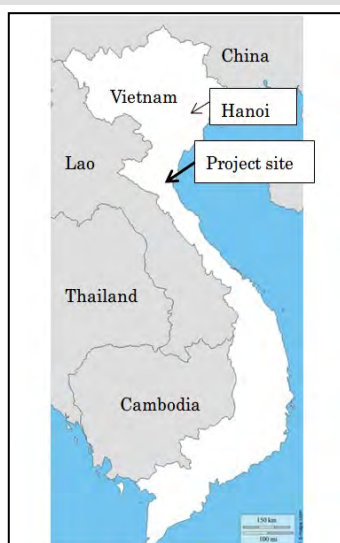 China
Vietnam
Hanoi
Lao
Project site
Thailand
Cambodia
150 km
100 mi